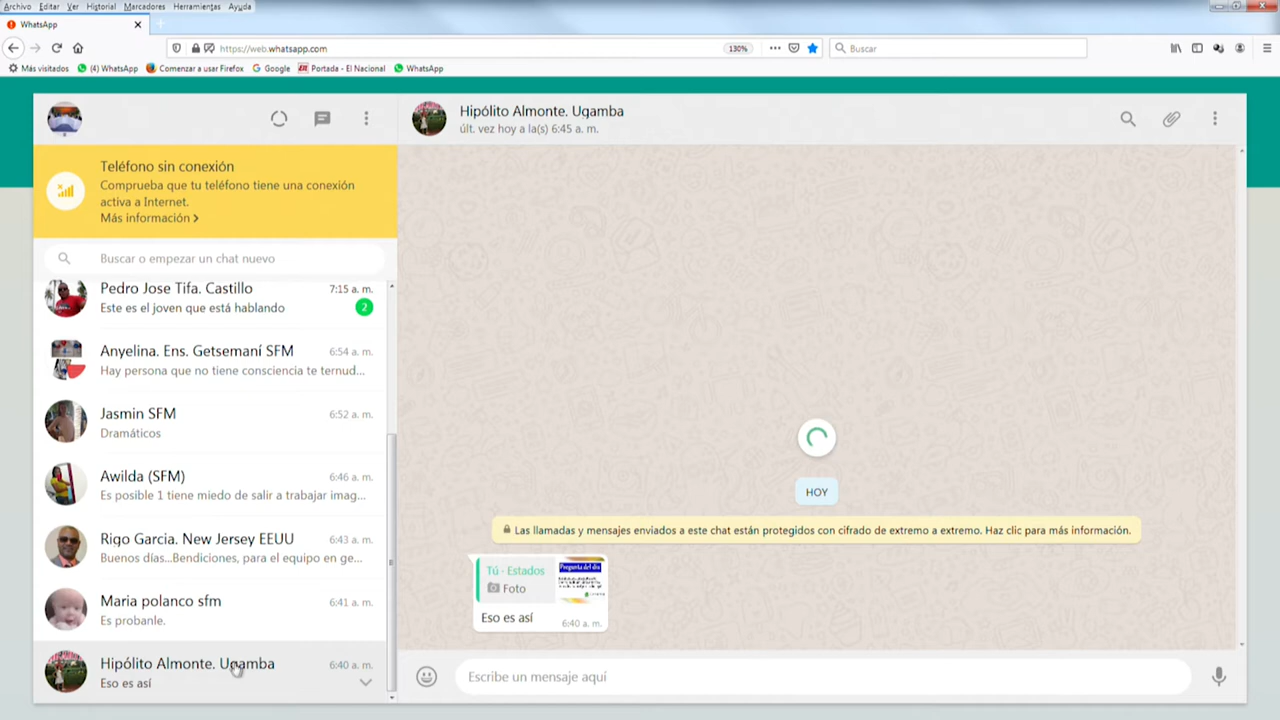 Archivo Editar Ver Historial Marcadores Herramientas Ayuda
WhatsApp
https://web.whatsapp.com
130%
Buscar
Más visitados
(4) WhatsApp
Comenzar a usar Firefox
Google
Portada - El Nacional
WhatsApp
Teléfono sin conexión
Comprueba que tu teléfono tiene una conexión
activa a Internet.
Más información
Buscar o empezar un chat nuevo
Pedro Jose Tifa. Castillo 7:15 a. m.
Este es el joven que está hablando 2
Anyelina. Ens. Getsemaní SFM 6:54 a. m.
Hay persona que no tiene consciencia te ternud...
Jasmin SFM 6:52 a. m.
Dramáticos
Awilda (SFM) 6:46 a. m.
Es posible 1 tiene miedo de salir a trabajar imag...
Rigo Garcia. New Jersey EEUU 6:43 a. m.
Buenos días...Bendiciones, para el equipo en ge...
Maria polanco sfm 6:41 a. m.
Es probanle.
Hipólito Almonte. Ugamba 6:40 a. m.
Eso es así
Hipólito Almonte. Ugamba
últ. vez hoy a la(s) 6:45 a. m.
HOY
Las llamadas y mensajes enviados a este chat están protegidos con cifrado de extremo a extremo. Haz clic para más información.
Tú · Estados
Foto
Pregunta del día
Eso es así 6:40 a. m.
Escribe un mensaje aquí